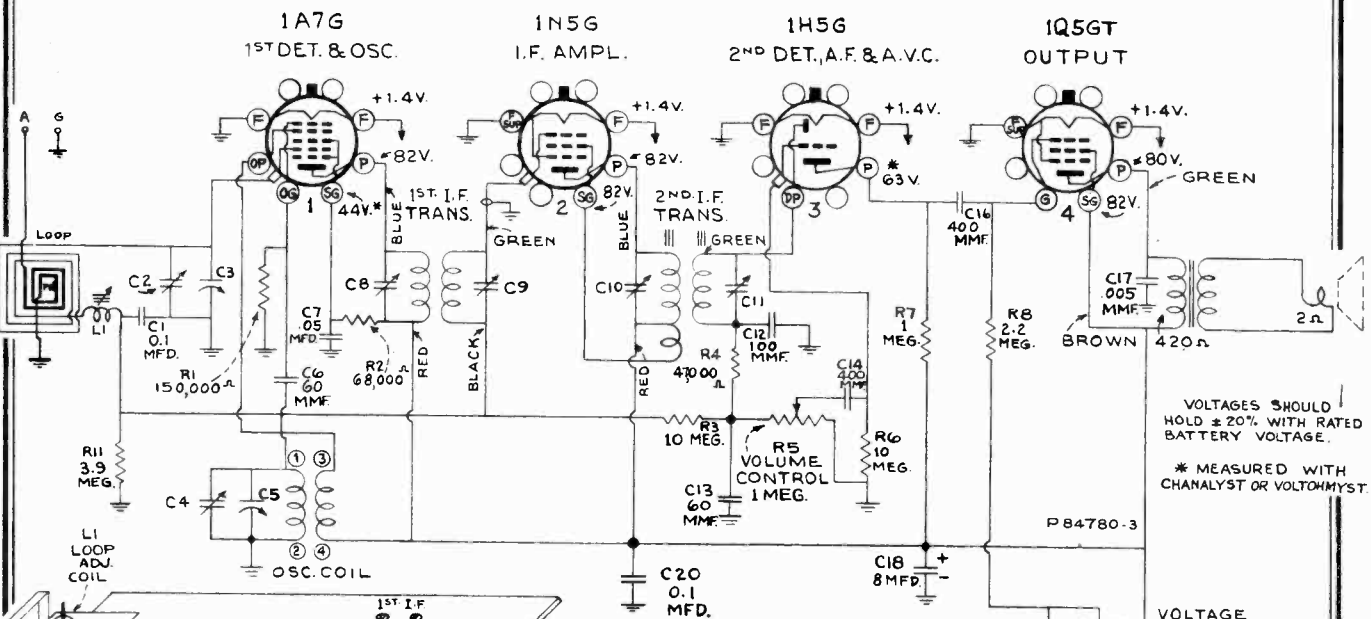 1A7G
1ST DET. & OSC.
1N5G
I.F. AMPL.
1H5G
2ND DET., A.F. & A.V.C.
1Q5GT
OUTPUT
A G
F F +1.4V.
OP P 82V.
OG SG 44V.*
1
F SUP F +1.4V.
P 82V.
SG 82V.
2
F F +1.4V.
P * 63V.
DP
3
F SUP F +1.4V.
P 80V.
G SG 82V.
4
GREEN
LOOP
BLUE
1ST. I.F. TRANS.
GREEN
BLUE
2ND. I.F. TRANS.
GREEN
C16
400
MMF.
C2
C3
L1
C1
0.1
MFD.
R1
150,000 Ω
C7
.05
MFD.
R2
68,000 Ω
C8
C9
RED
BLACK
C10
RED
C11
C12
100
MMF.
R4
47000
Ω
C14
400
MMF
R7
1
MEG.
R8
2.2
MEG.
C17
.005
MMF.
BROWN
420Ω
2Ω
C6
60
MMF.
R3
10 MEG.
R5
VOLUME
CONTROL
1 MEG.
R6
10
MEG.
VOLTAGES SHOULD
HOLD ± 20% WITH RATED
BATTERY VOLTAGE.
* MEASURED WITH
CHANALYST OR VOLTOHMYST.
R11
3.9
MEG.
C4
C5
1 3
2 4
OSC. COIL
C13
60
MMF.
P 84780-3
L1
LOOP
ADJ.
COIL
C20
0.1
MFD.
C18
8MFD.
+
-
1ST. I.F.
VOLTAGE